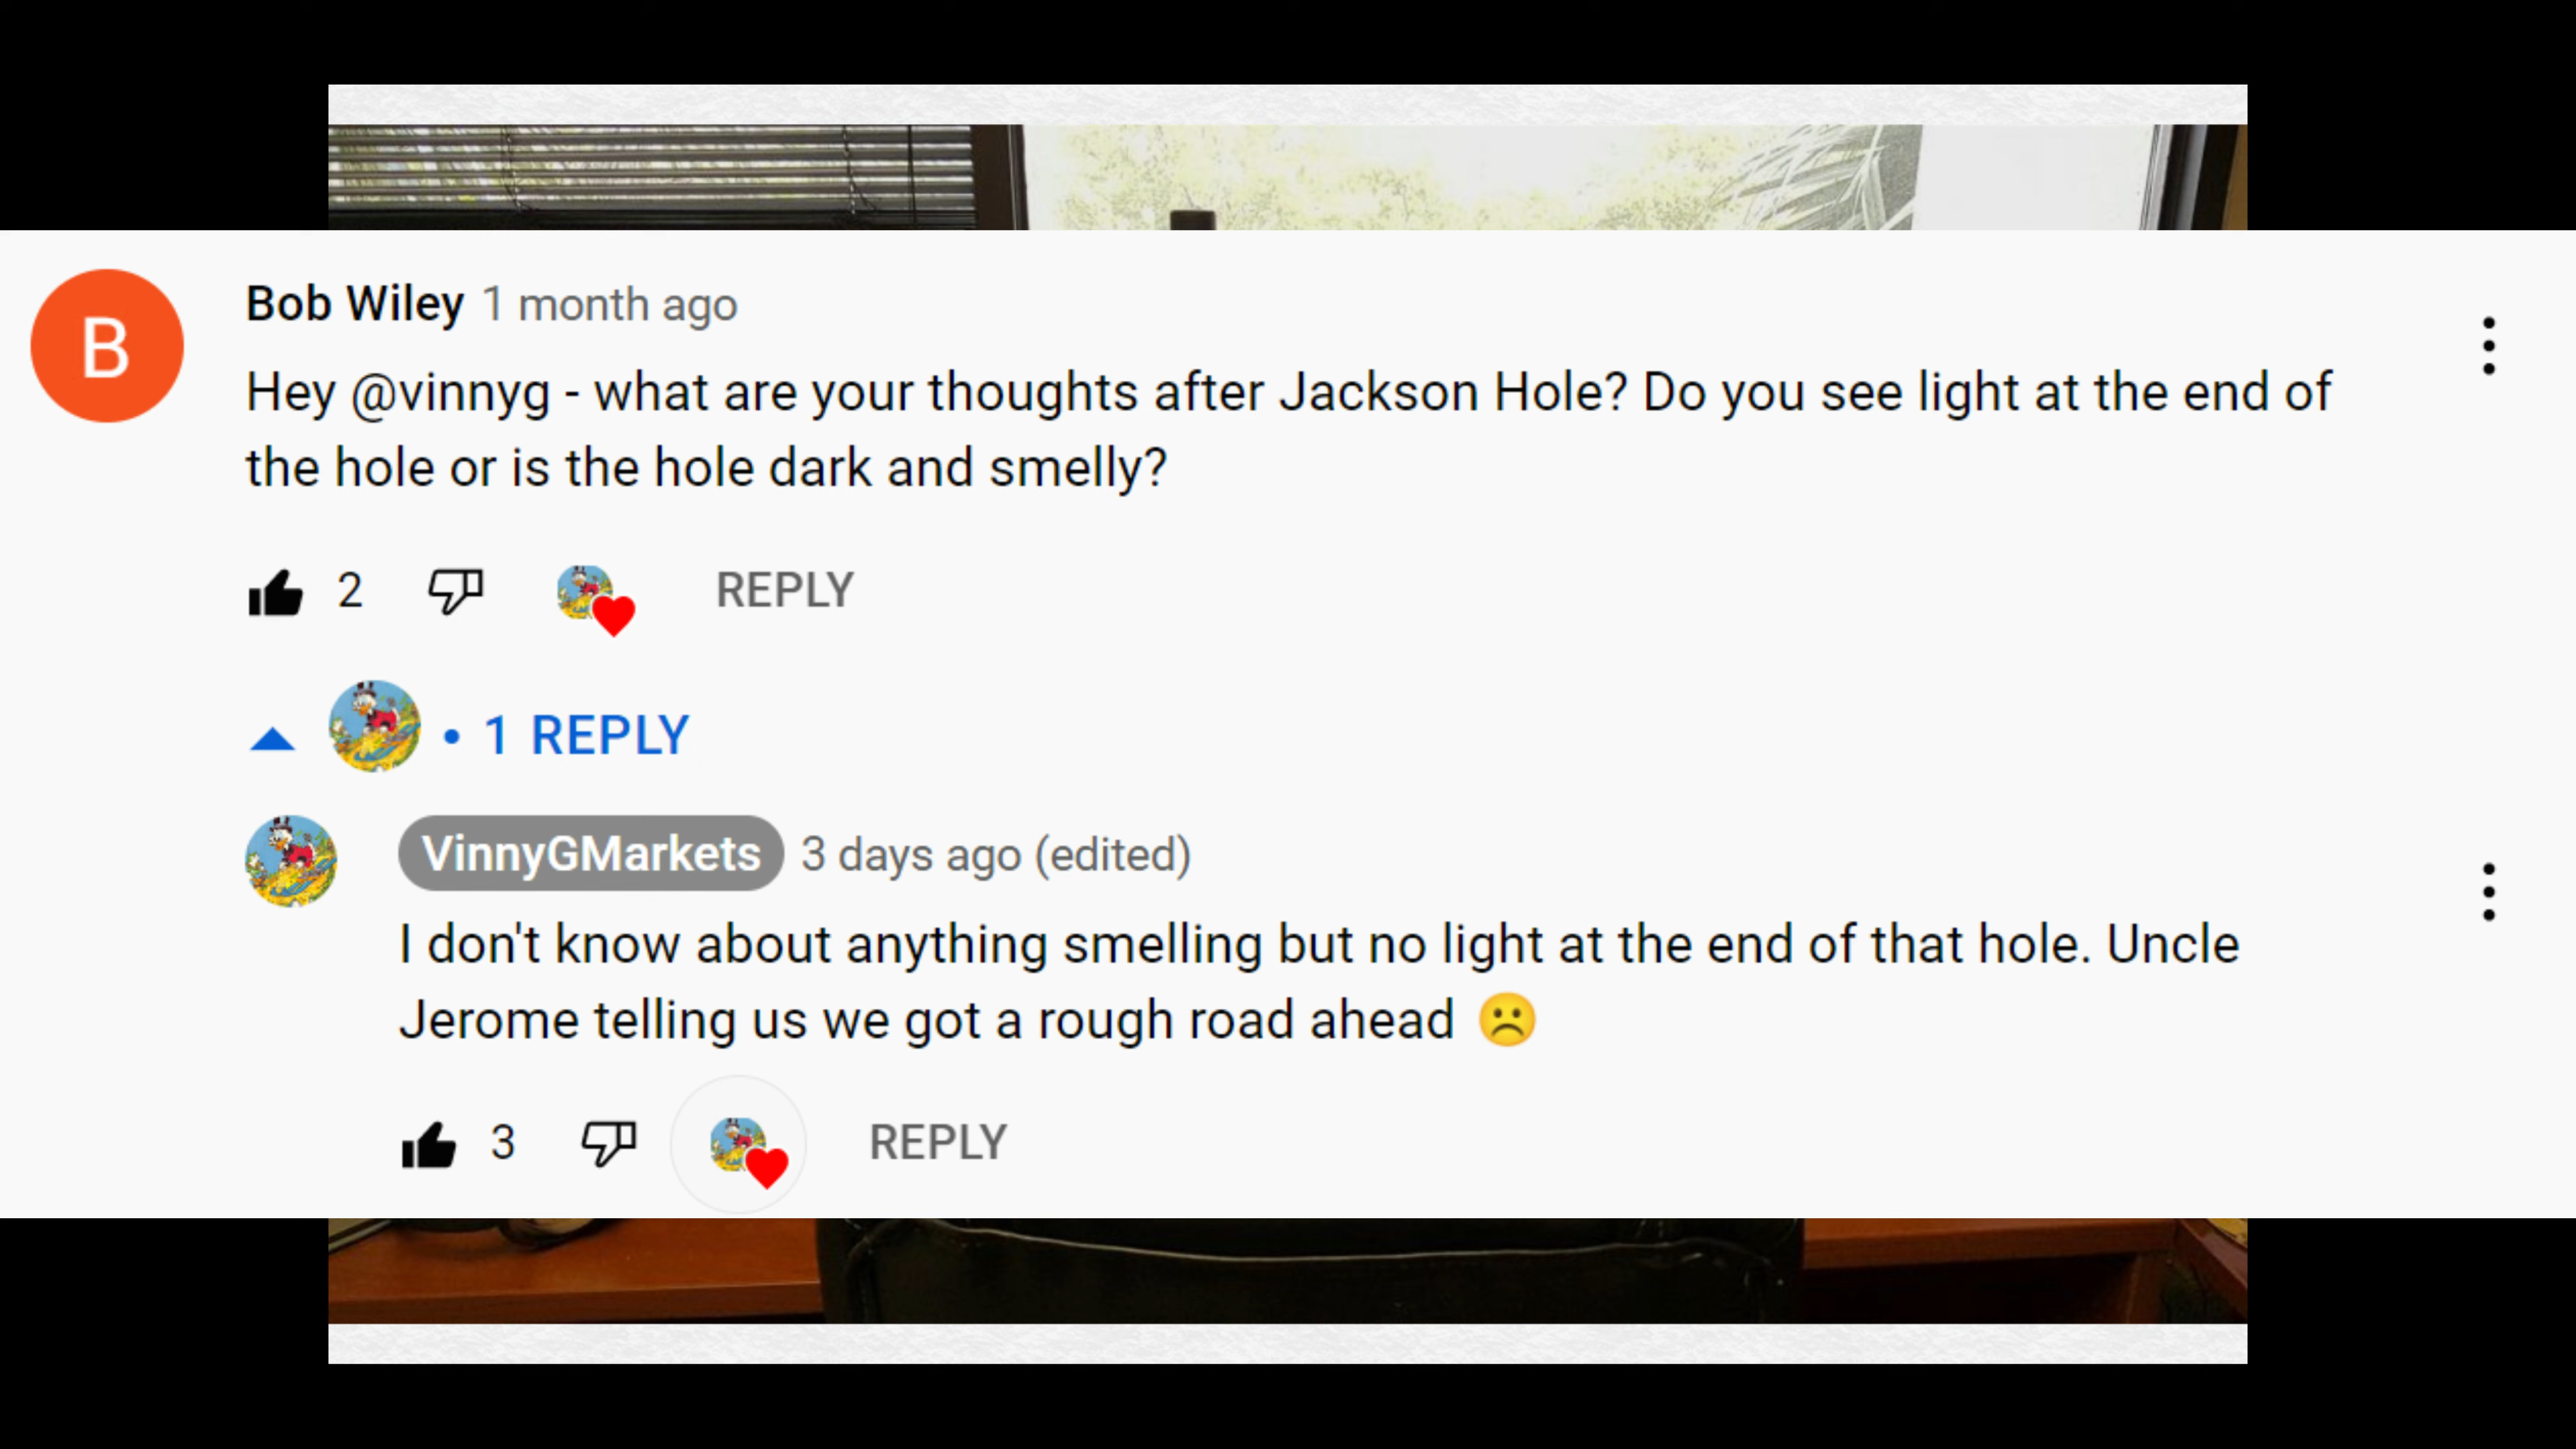 B
Bob Wiley 1 month ago
Hey @vinnyg - what are your thoughts after Jackson Hole? Do you see light at the end of
the hole or is the hole dark and smelly?
2 REPLY
• 1 REPLY
VinnyGMarkets 3 days ago (edited)
I don't know about anything smelling but no light at the end of that hole. Uncle
Jerome telling us we got a rough road ahead ☹️
3 REPLY